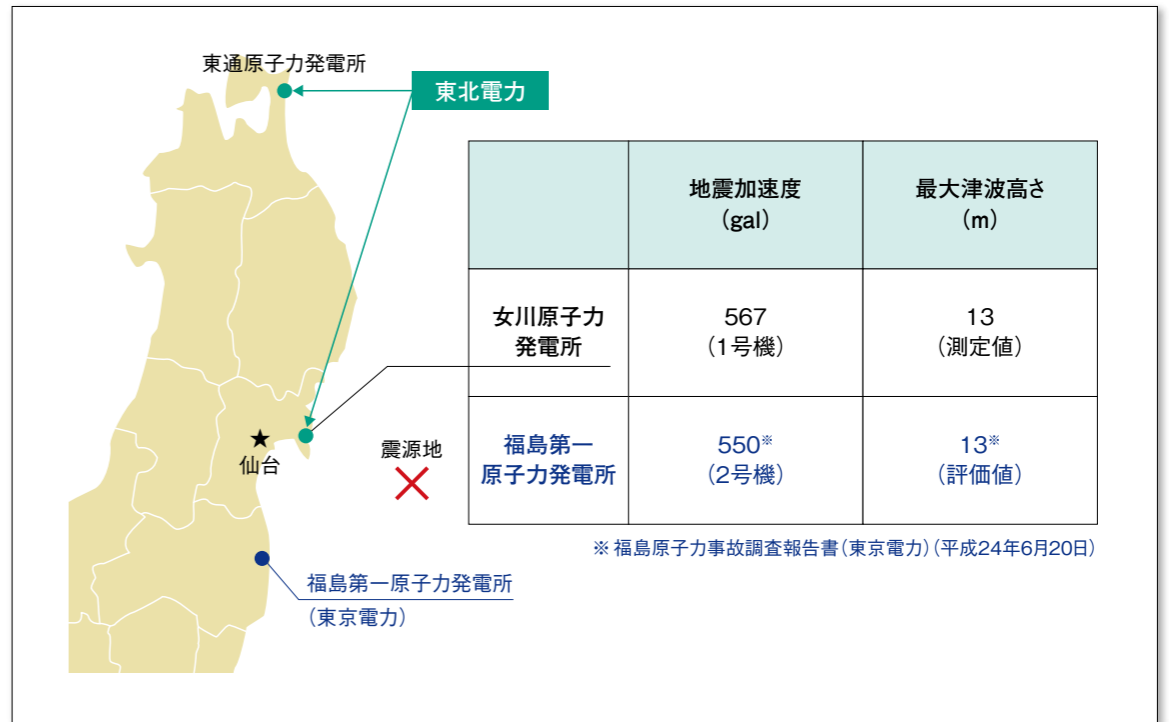 東通原子力発電所
東北電力
地震加速度
(gal)
最大津波高さ
(m)
女川原子力
発電所
567
(1号機)
13
(測定値)
福島第一
原子力発電所
550※
(2号機)
13※
(評価値)
★
仙台
震源地
※ 福島原子力事故調査報告書(東京電力)(平成24年6月20日)
福島第一原子力発電所
(東京電力)